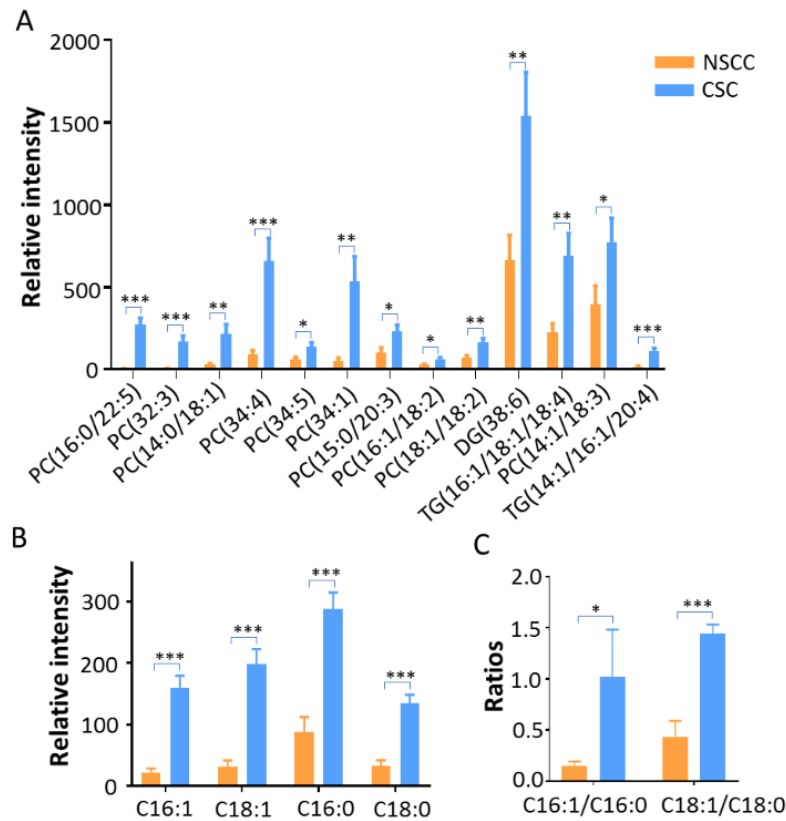 A
2000
1500
1000
500
0
Relative intensity
NSCC
CSC
***
***
**
***
*
**
*
*
**
**
**
*
***
PC(16:0/22:5)
PC(32:3)
PC(14:0/18:1)
PC(34:4)
PC(34:5)
PC(34:1)
PC(15:0/20:3)
PC(16:1/18:2)
PC(18:1/18:2)
DG(38:6)
TG(16:1/18:1/18:4)
PC(14:1/18:3)
TG(14:1/16:1/20:4)
B
300
200
100
0
Relative intensity
***
***
***
***
C16:1
C18:1
C16:0
C18:0
C
2.0
1.5
1.0
0.5
0.0
Ratios
*
***
C16:1/C16:0
C18:1/C18:0